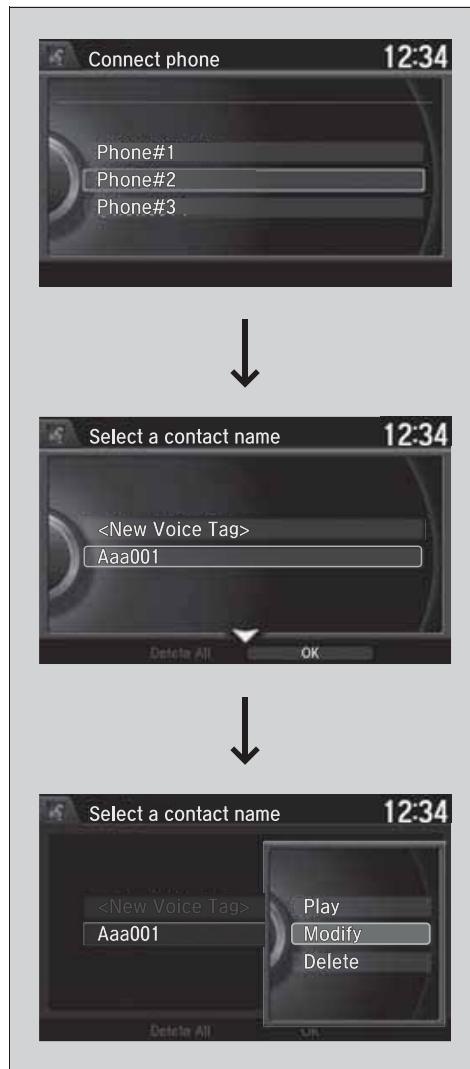 Connect phone 12:34
Phone#1
Phone#2
Phone#3
Select a contact name 12:34
<New Voice Tag>
Aaa001
Delete All OK
Select a contact name 12:34
<New Voice Tag>
Aaa001
Play
Modify
Delete
Delete All OK